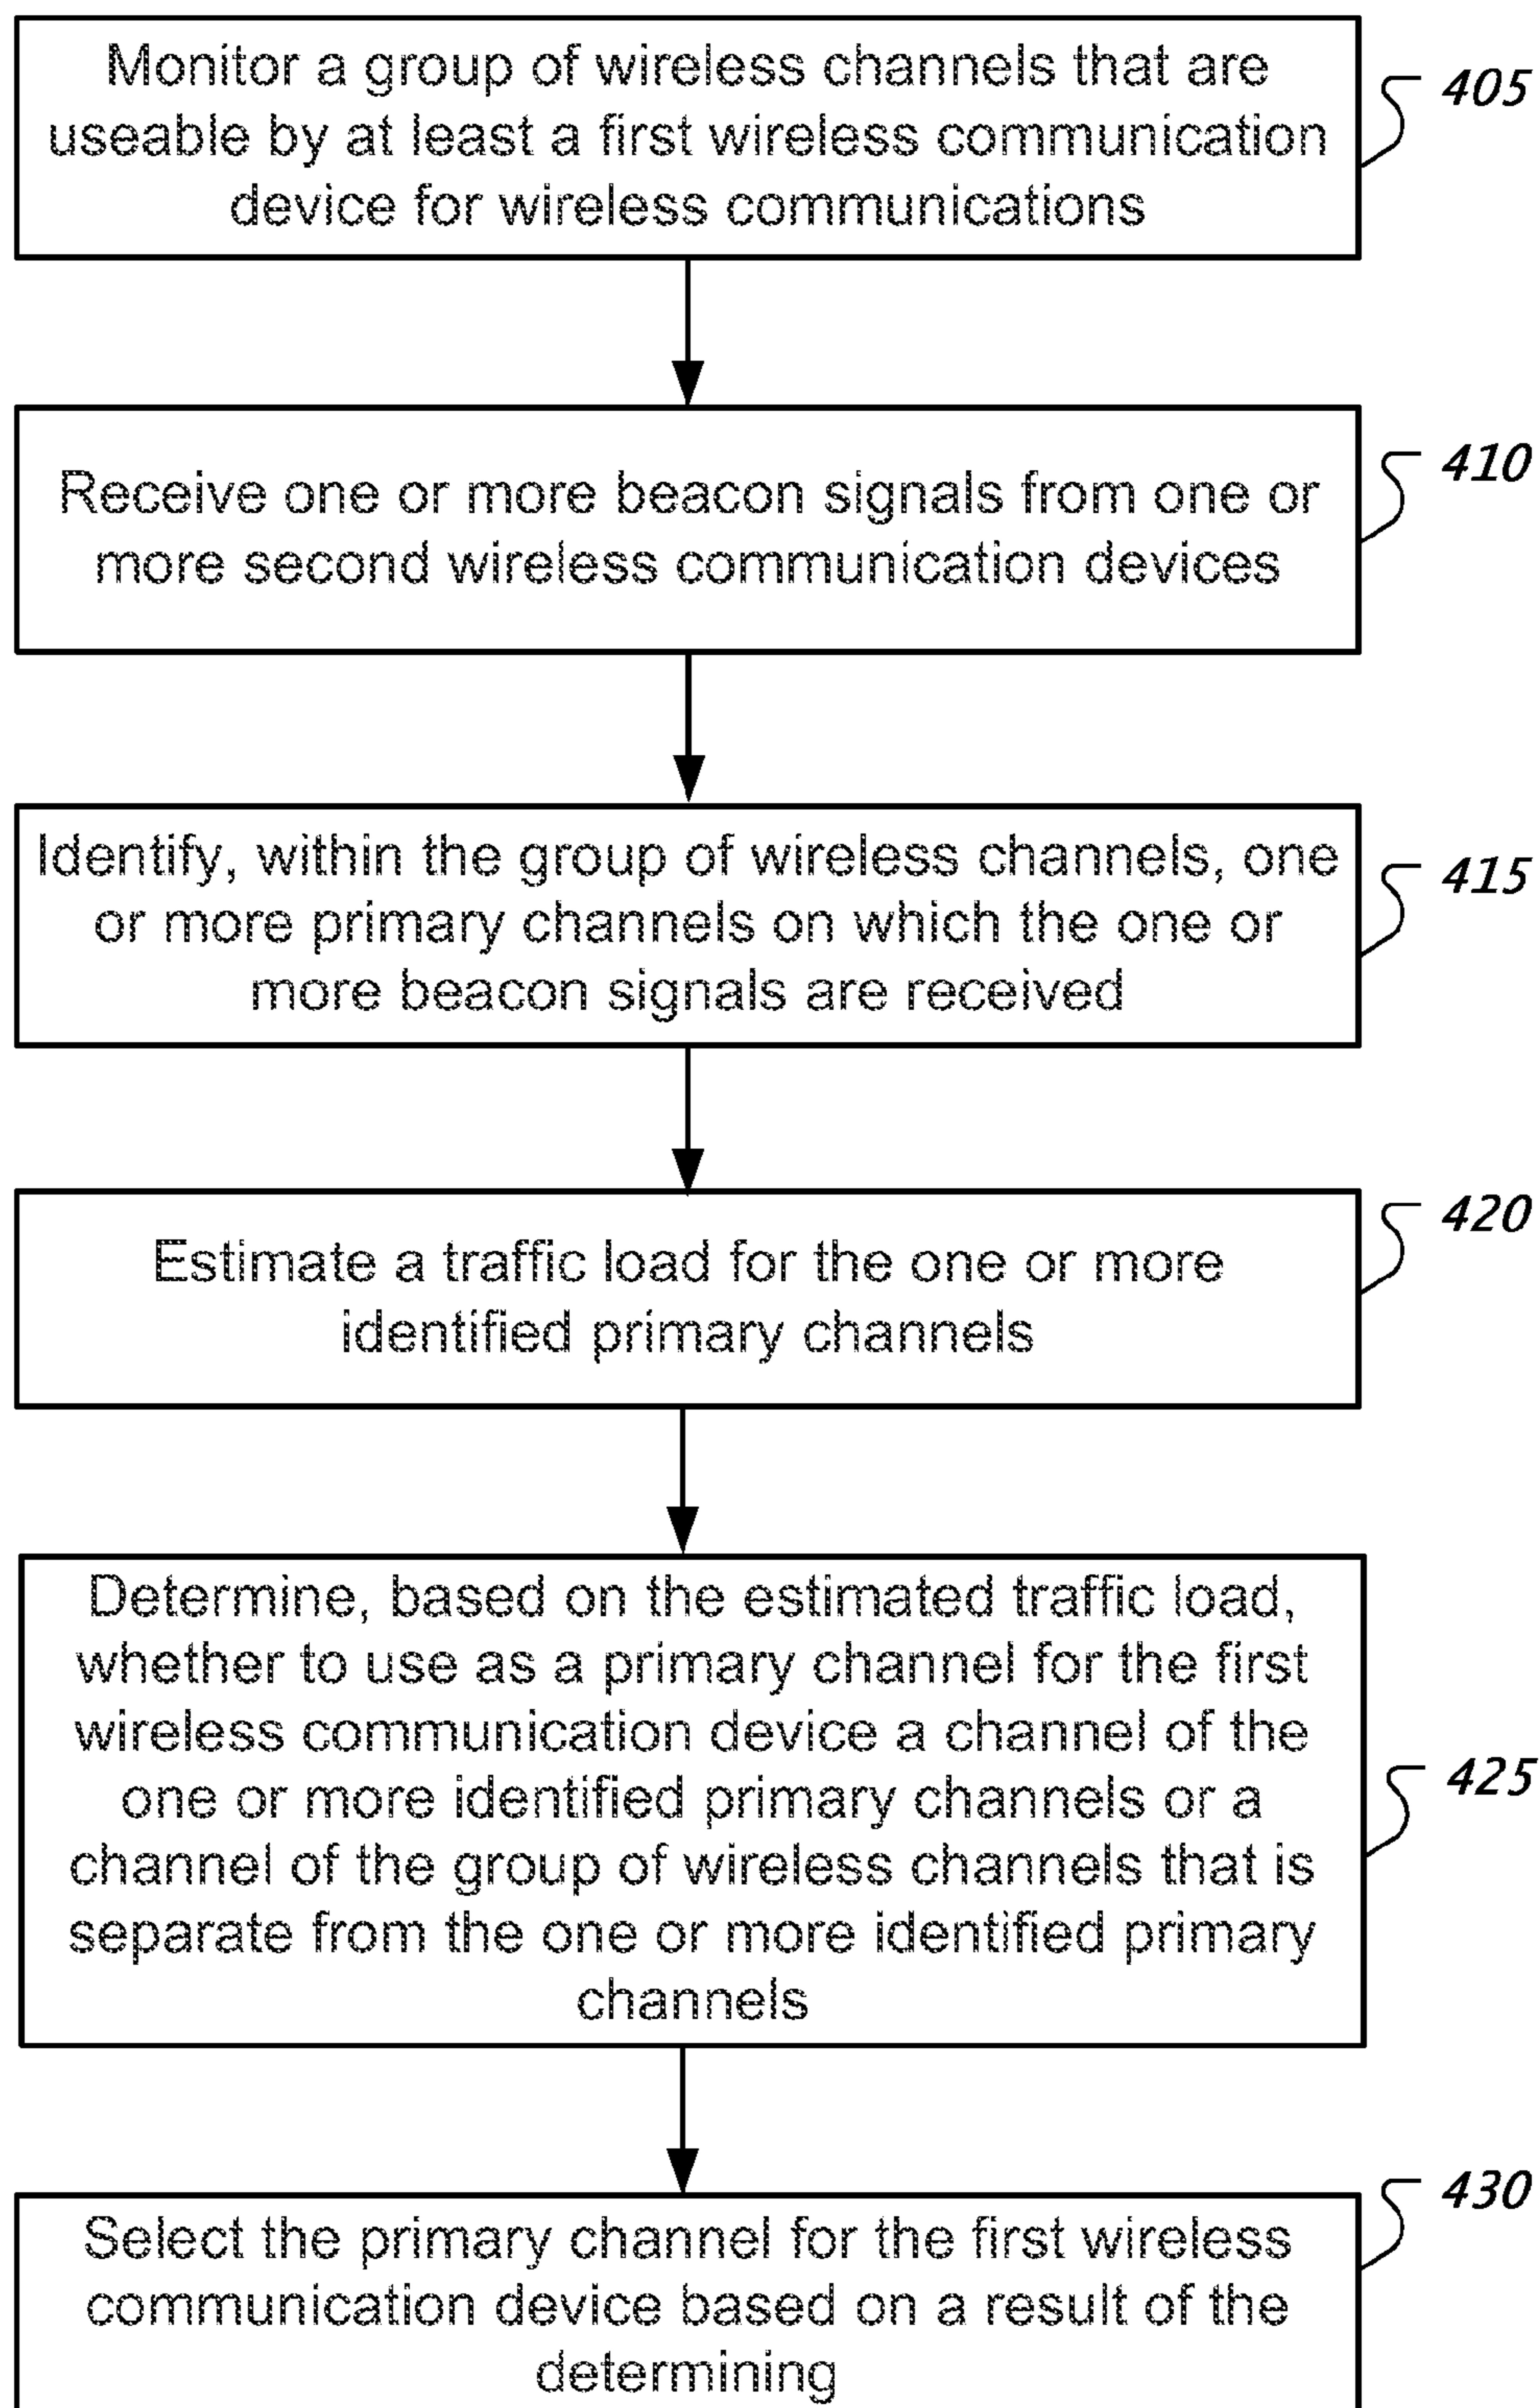 Monitor a group of wireless channels that are
useable by at least a first wireless communication
device for wireless communications
405
Receive one or more beacon signals from one or
more second wireless communication devices
410
Identify, within the group of wireless channels, one
or more primary channels on which the one or
more beacon signals are received
415
Estimate a traffic load for the one or more
identified primary channels
420
Determine, based on the estimated traffic load,
whether to use as a primary channel for the first
wireless communication device a channel of the
one or more identified primary channels or a
channel of the group of wireless channels that is
separate from the one or more identified primary
channels
425
Select the primary channel for the first wireless
communication device based on a result of the
determining
430